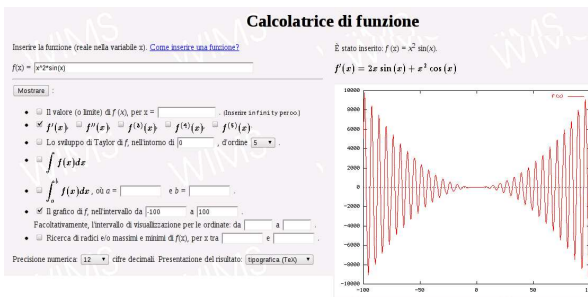 Calcolatrice di funzione
Inserire la funzione (reale nella variabile x). Come inserire una funzione?
f(x) = x^2*sin(x)
Mostrare :
Il valore (o limite) di f (x), per x = . (Inserire infinity per oo)
f'(x) f''(x) f(3)(x) f(4)(x) f(5)(x)
Lo sviluppo di Taylor di f, nell'intorno di 0 , d'ordine 5 .
∫ f(x)dx
∫ab f(x)dx , où a = e b = .
Il grafico di f, nell'intervallo da -100 a 100 .
Facoltativamente, l'intervallo di visualizzazione per le ordinate: da a .
Ricerca di radici e/o massimi e minimi di f(x), per x tra e .
Precisione numerica: 12 cifre decimali. Presentazione del risultato: tipografica (TeX)
È stato inserito: f (x) = x² sin(x).
f'(x) = 2x sin (x) + x² cos (x)
10000
8000
6000
4000
2000
0
-2000
-4000
-6000
-8000
-10000
-100 -50 0 50
f(x)
WIMS